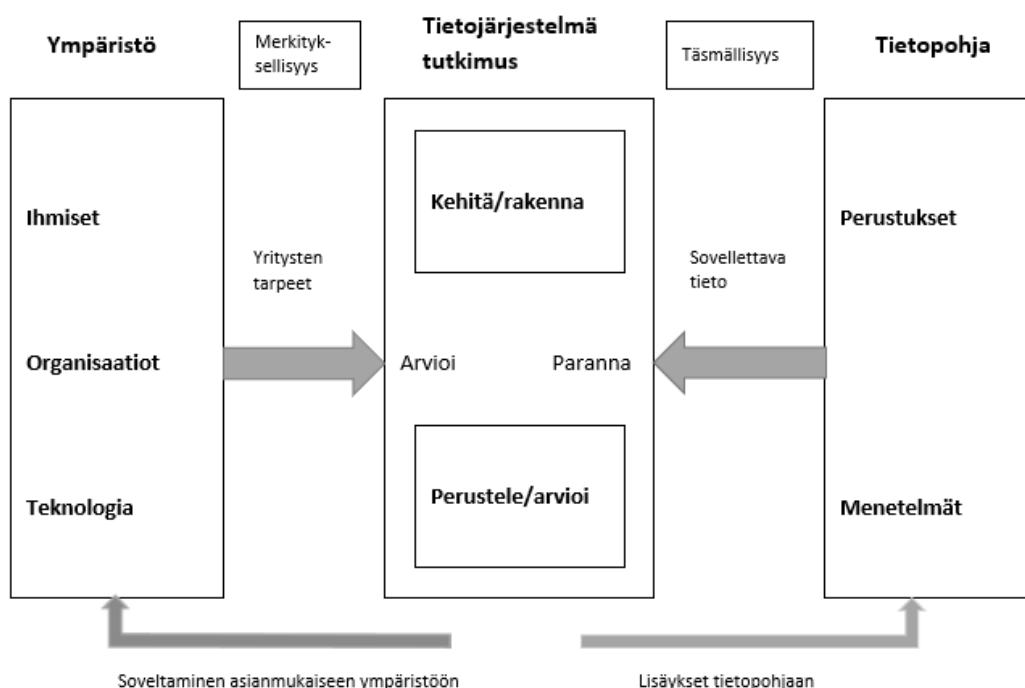 Ympäristö
Merkityk-
sellisyys
Tietojärjestelmä
tutkimus
Täsmällisyys
Tietopohja
Ihmiset
Organisaatiot
Teknologia
Yritysten
tarpeet
Kehitä/rakenna
Arvioi
Paranna
Perustele/arvioi
Sovellettava
tieto
Perustukset
Menetelmät
Soveltaminen asianmukaiseen ympäristöön
Lisäykset tietopohjaan